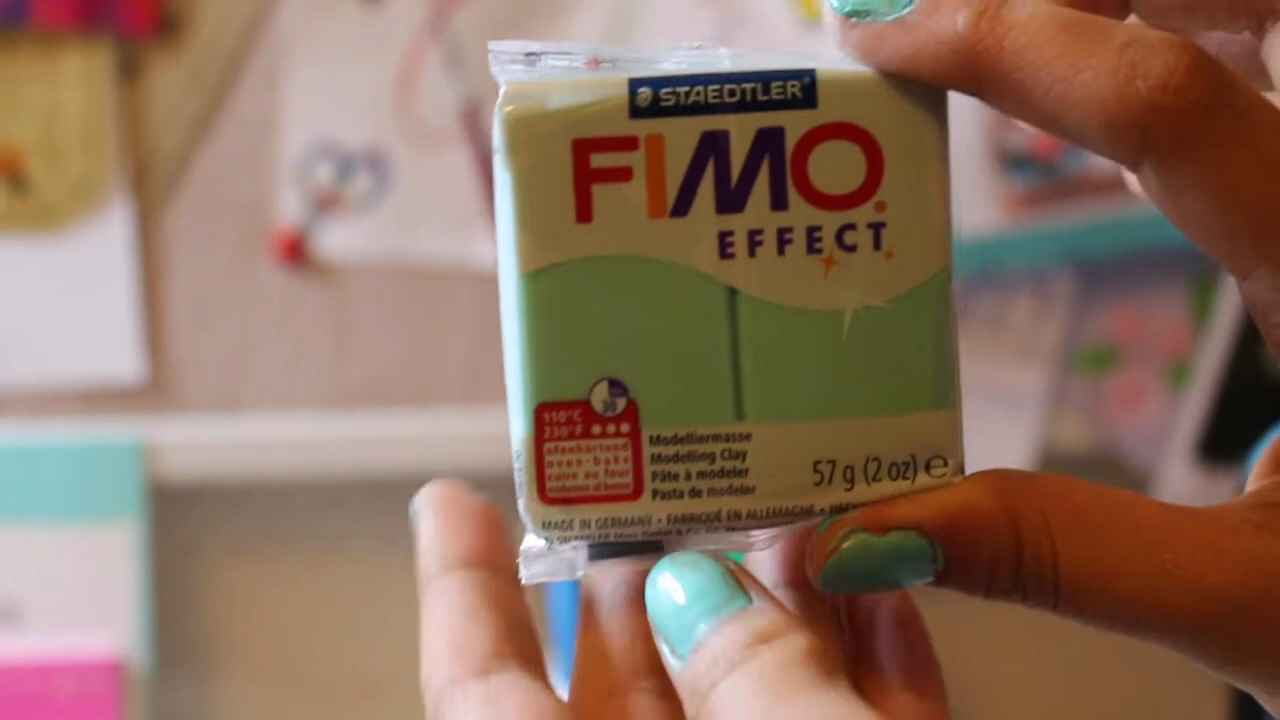 STAEDTLER
FIMO
EFFECT
30
110°C
230°F
ofenhärtend
oven-bake
cuire au four
Modelliermasse
Modelling Clay
Pâte à modeler
Pasta de modelar
57 g (2 oz) e
MADE IN GERMANY • FABRIQUÉ EN ALLEMAGNE •